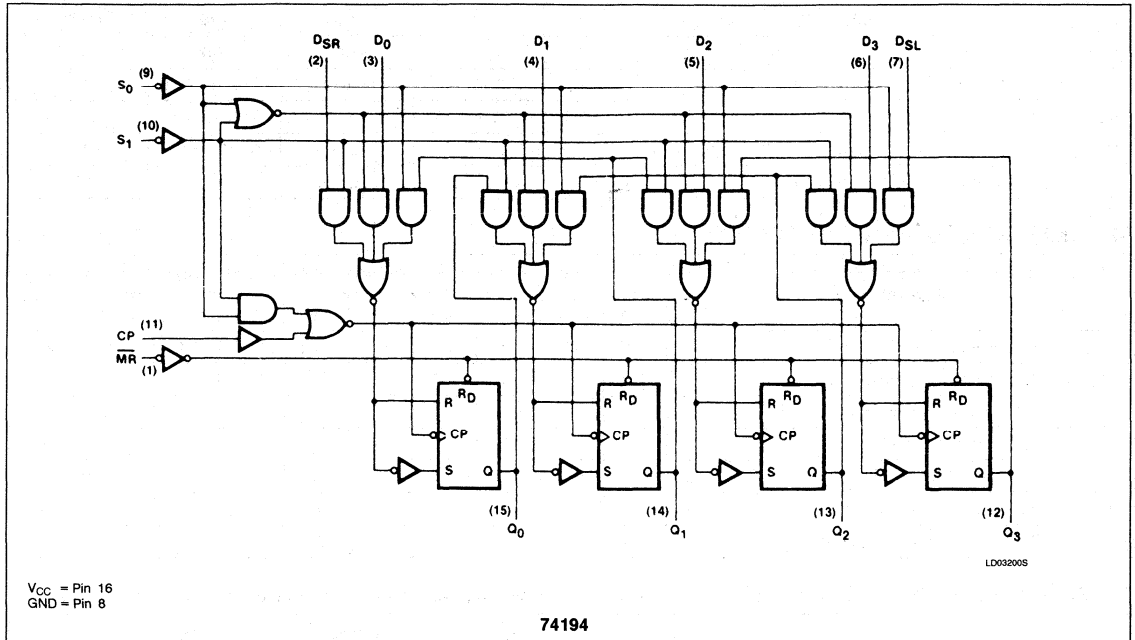 DSR D0 D1 D2 D3 DSL
(2) (3) (4) (5) (6) (7)
S0 (9)
S1 (10)
CP (11)
MR
(1)
RD RD RD RD
R R R R
CP CP CP CP
S Q S Q S Q S Q
(15) (14) (13) (12)
Q0 Q1 Q2 Q3
LD03200S
VCC = Pin 16
GND = Pin 8
74194